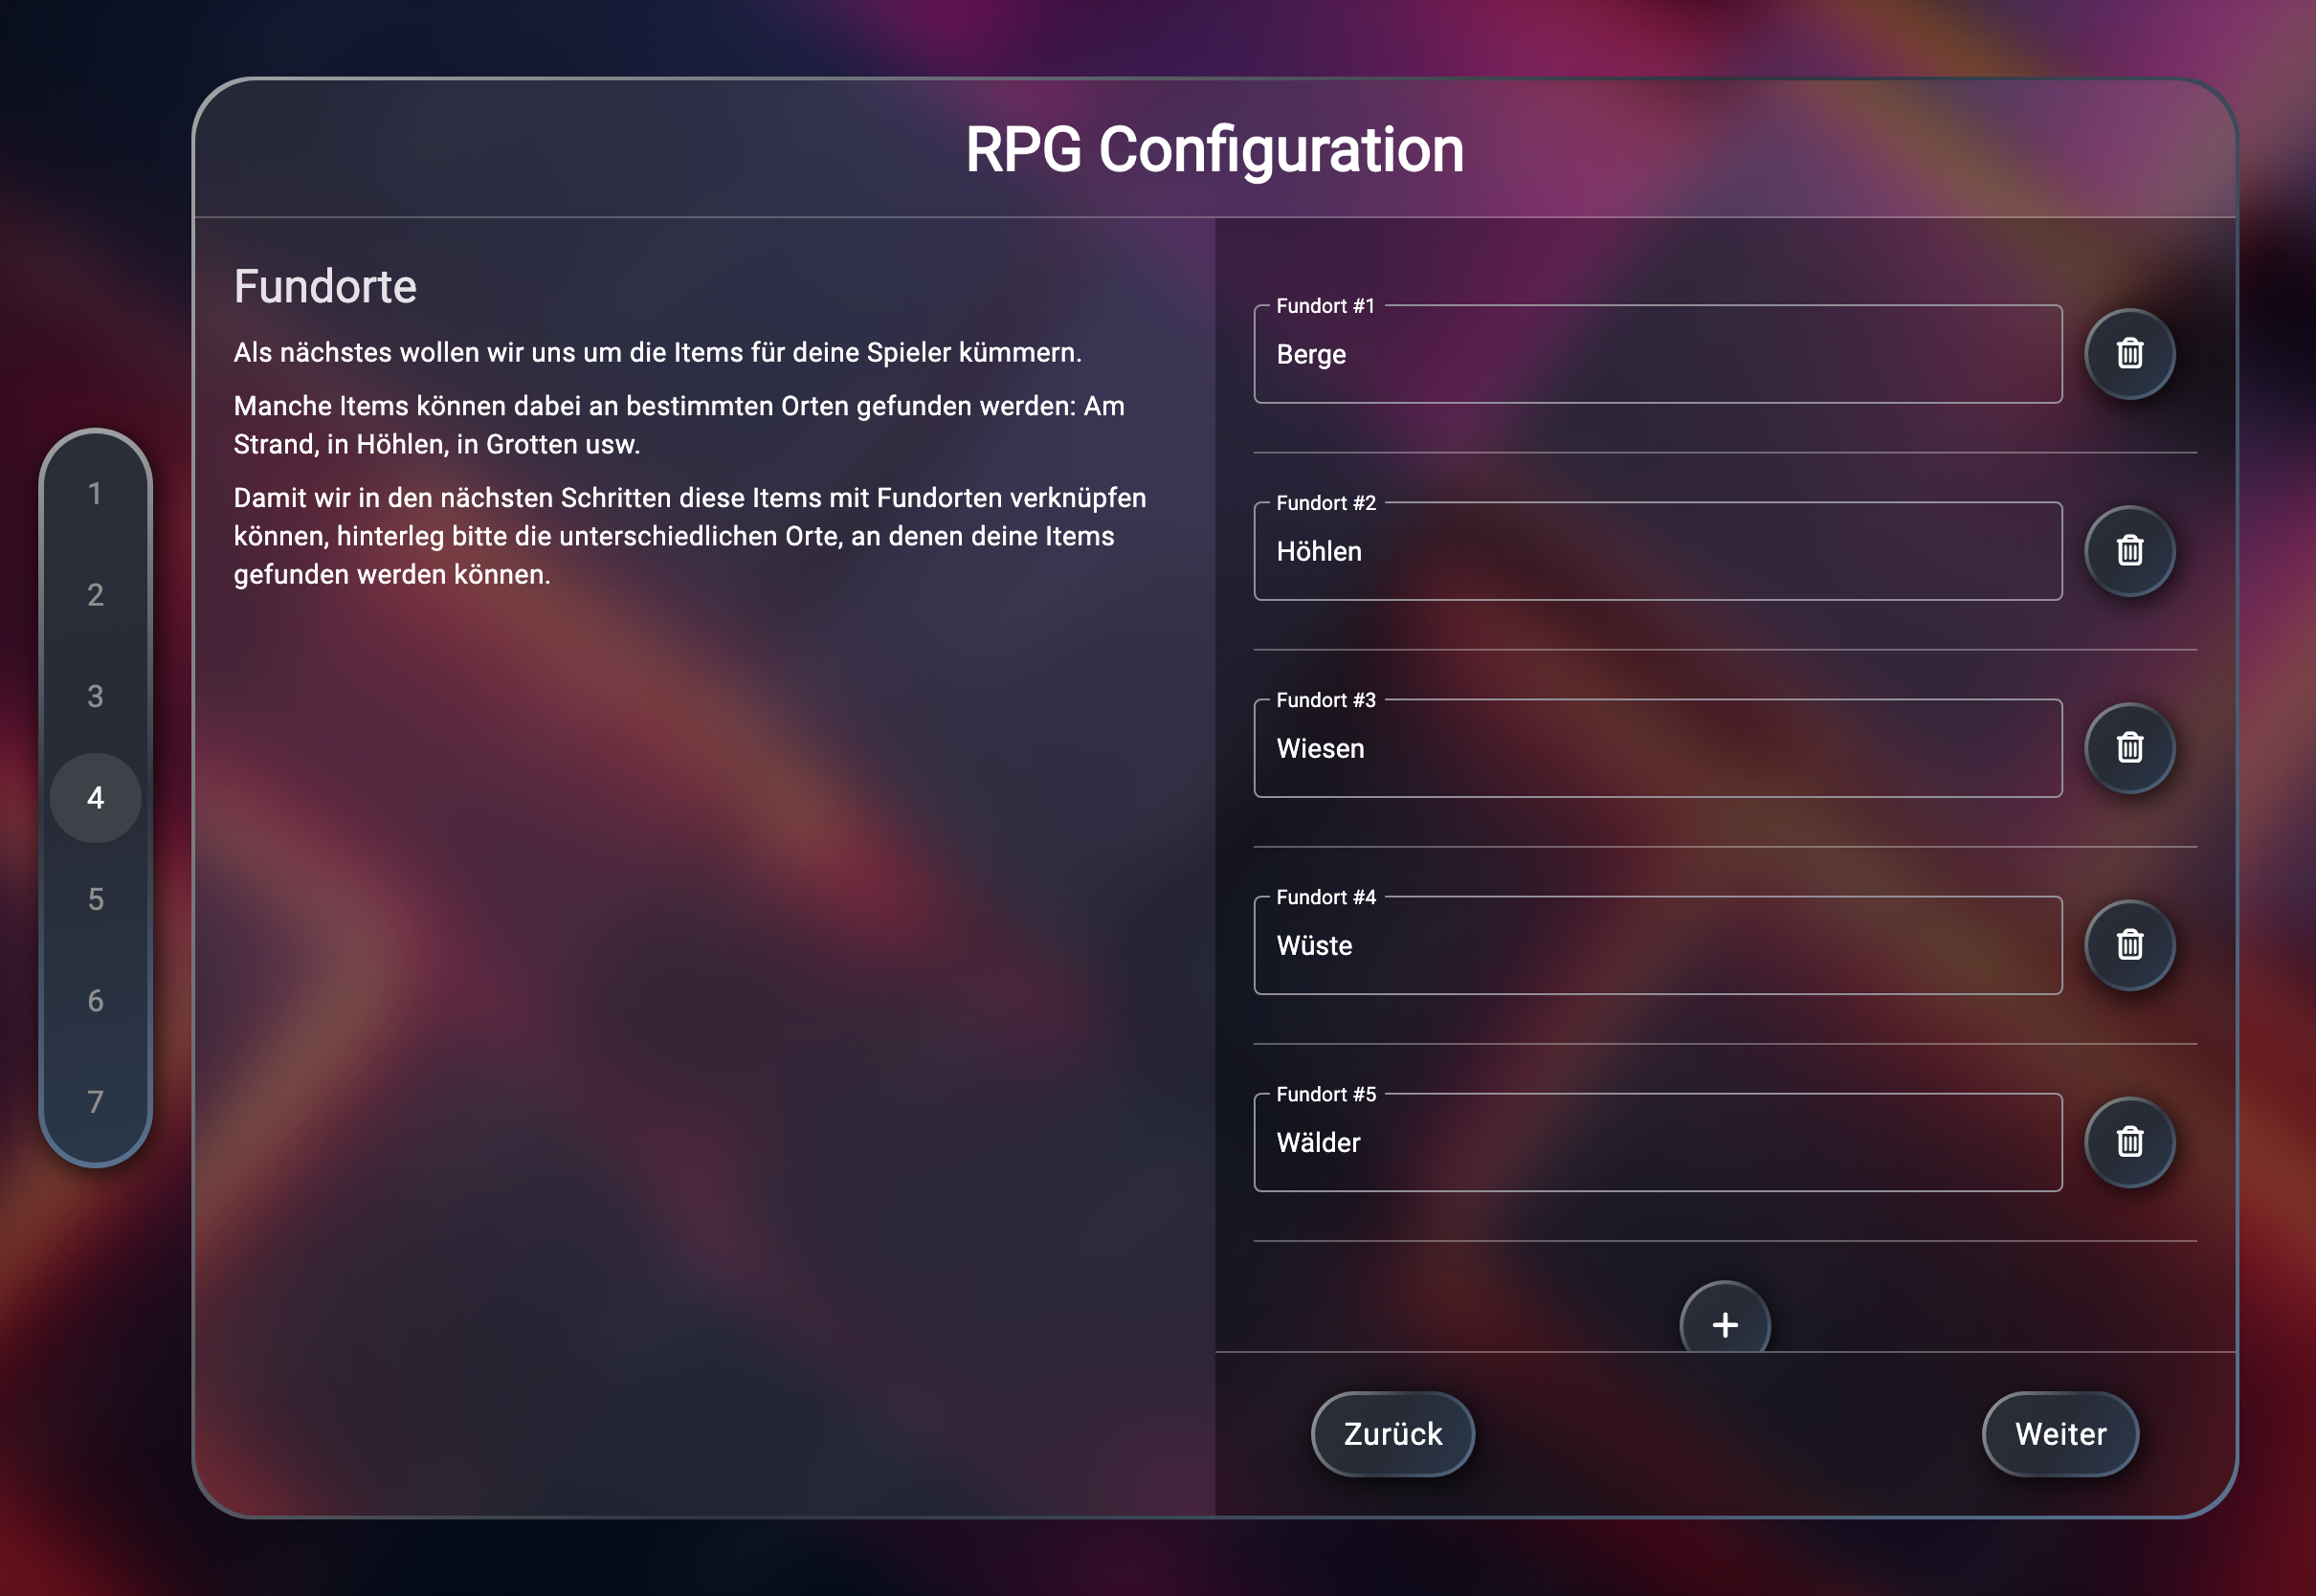 RPG Configuration
Fundorte
Als nächstes wollen wir uns um die Items für deine Spieler kümmern.
Manche Items können dabei an bestimmten Orten gefunden werden: Am
Strand, in Höhlen, in Grotten usw.
Damit wir in den nächsten Schritten diese Items mit Fundorten verknüpfen
können, hinterleg bitte die unterschiedlichen Orte, an denen deine Items
gefunden werden können.
1
2
3
4
5
6
7
Fundort #1
Berge
Fundort #2
Höhlen
Fundort #3
Wiesen
Fundort #4
Wüste
Fundort #5
Wälder
+
Zurück
Weiter